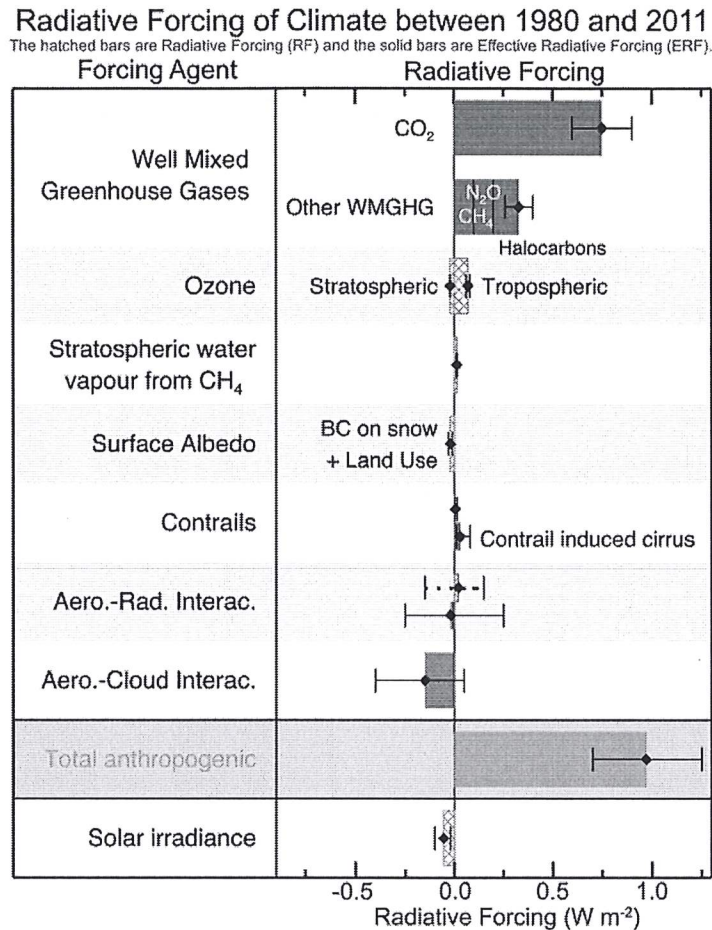 Radiative Forcing of Climate between 1980 and 2011
The hatched bars are Radiative Forcing (RF) and the solid bars are Effective Radiative Forcing (ERF).
Forcing Agent
Radiative Forcing
Well Mixed
Greenhouse Gases
CO₂
Other WMGHG
N₂O
CH₄
Halocarbons
Ozone
Stratospheric
Tropospheric
Stratospheric water
vapour from CH₄
Surface Albedo
BC on snow
+ Land Use
Contrails
Contrail induced cirrus
Aero.-Rad. Interac.
Aero.-Cloud Interac.
Total anthropogenic
Solar irradiance
-0.5 0.0 0.5 1.0
Radiative Forcing (W m⁻²)